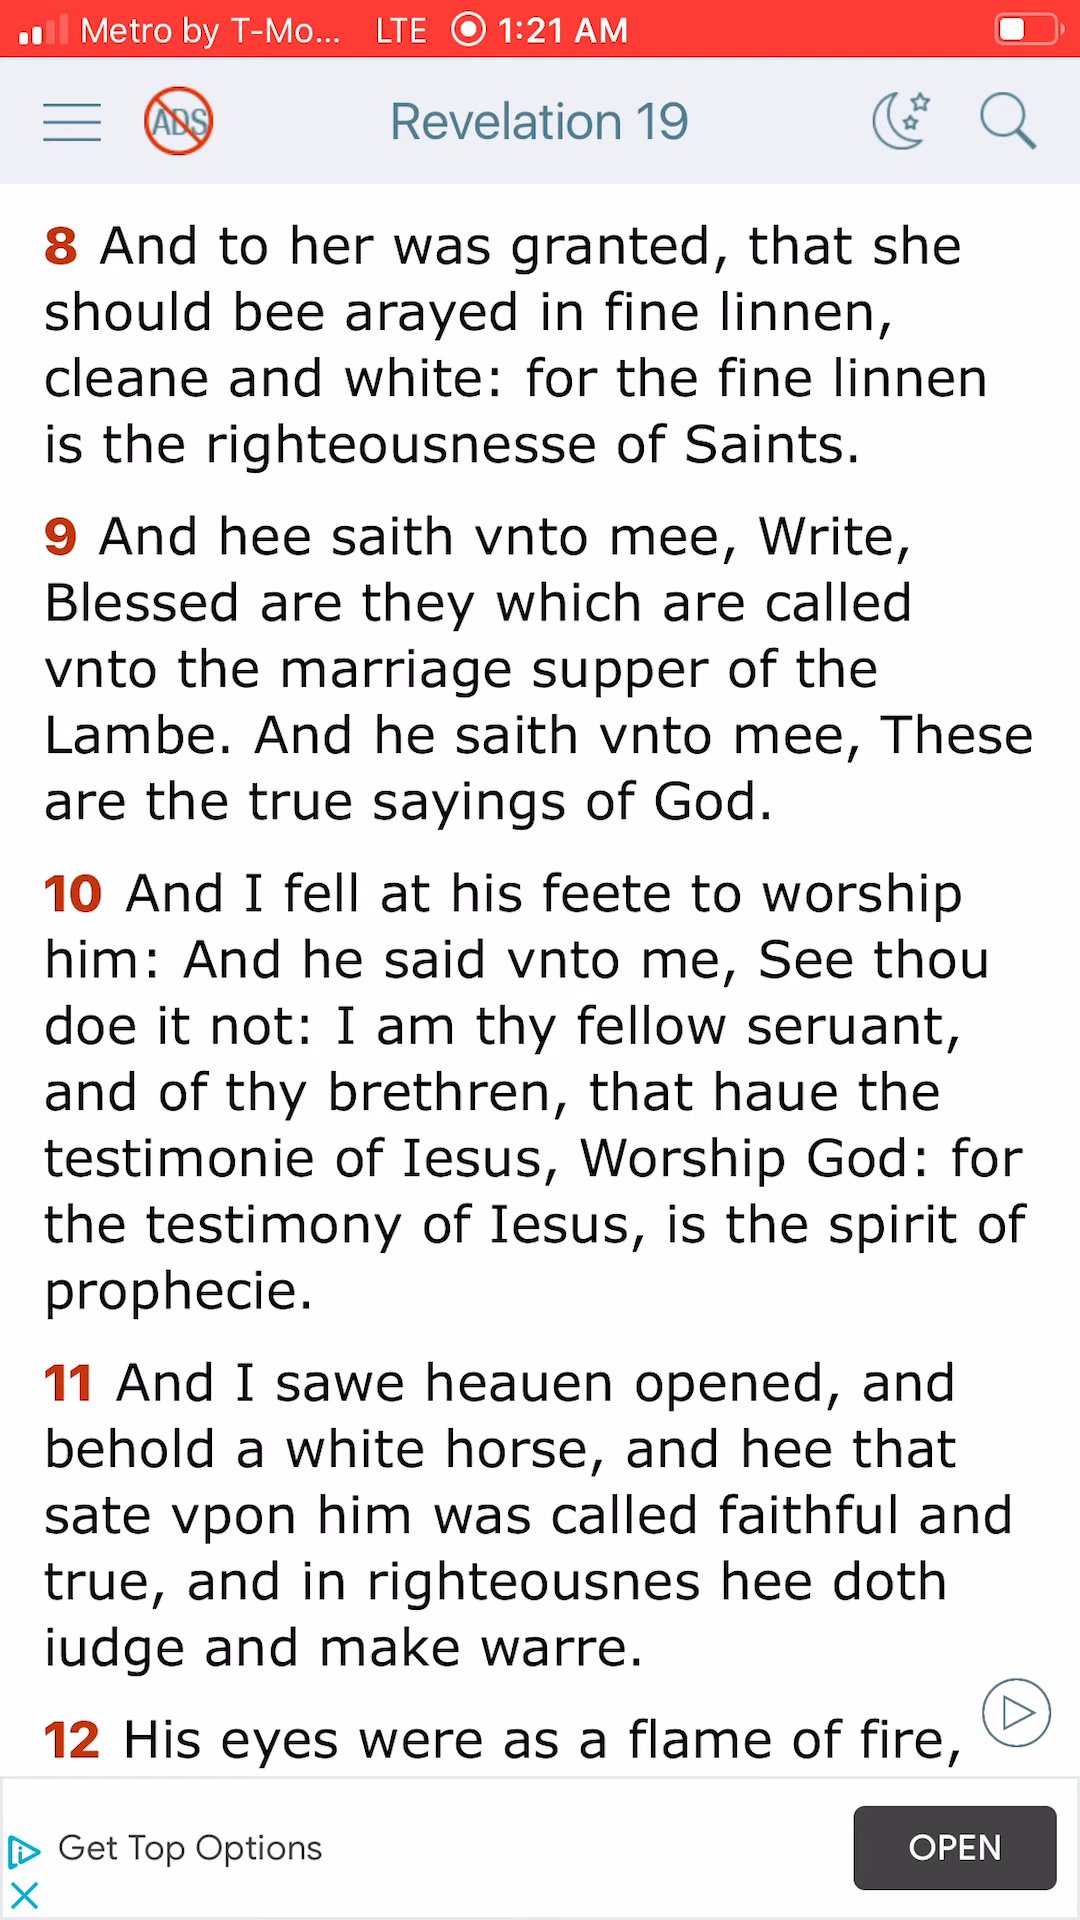 Metro by T-Mo... LTE 1:21 AM
ADS Revelation 19
8 And to her was granted, that she
should bee arayed in fine linnen,
cleane and white: for the fine linnen
is the righteousnesse of Saints.
9 And hee saith vnto mee, Write,
Blessed are they which are called
vnto the marriage supper of the
Lambe. And he saith vnto mee, These
are the true sayings of God.
10 And I fell at his feete to worship
him: And he said vnto me, See thou
doe it not: I am thy fellow seruant,
and of thy brethren, that haue the
testimonie of Iesus, Worship God: for
the testimony of Iesus, is the spirit of
prophecie.
11 And I sawe heauen opened, and
behold a white horse, and hee that
sate vpon him was called faithful and
true, and in righteousnes hee doth
iudge and make warre.
12 His eyes were as a flame of fire,
Get Top Options
OPEN